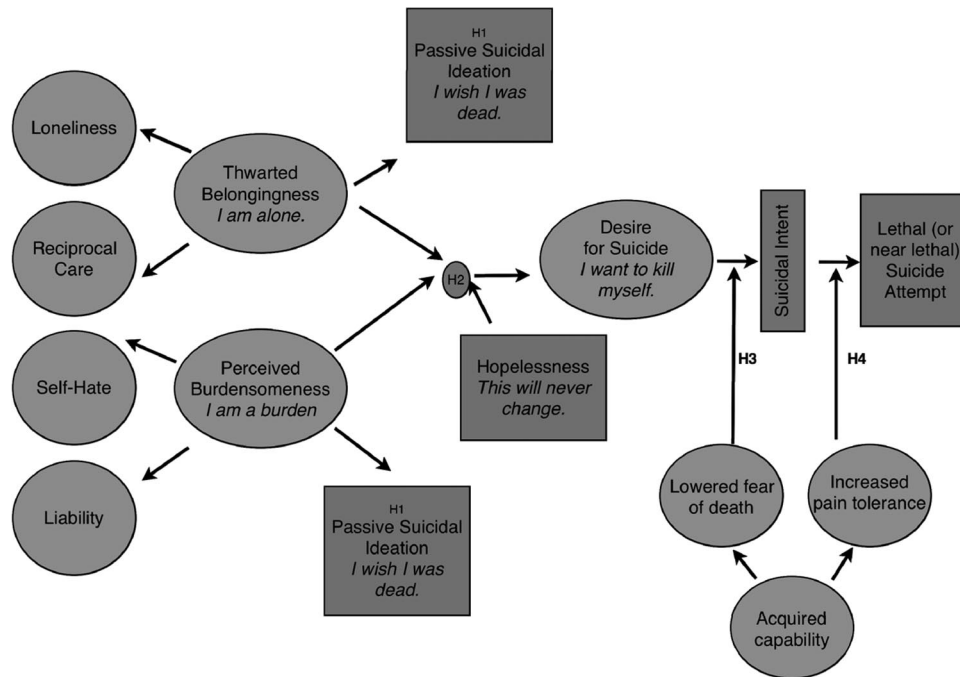 H1
Passive Suicidal
Ideation
I wish I was
dead.
Loneliness
Thwarted
Belongingness
I am alone.
Reciprocal
Care
Desire
for Suicide
I want to kill
myself.
Suicidal Intent
Lethal (or
near lethal)
Suicide
Attempt
H2
Self-Hate
Perceived
Burdensomeness
I am a burden
Hopelessness
This will never
change.
H3
H4
Liability
H1
Passive Suicidal
Ideation
I wish I was
dead.
Lowered fear
of death
Increased
pain tolerance
Acquired
capability